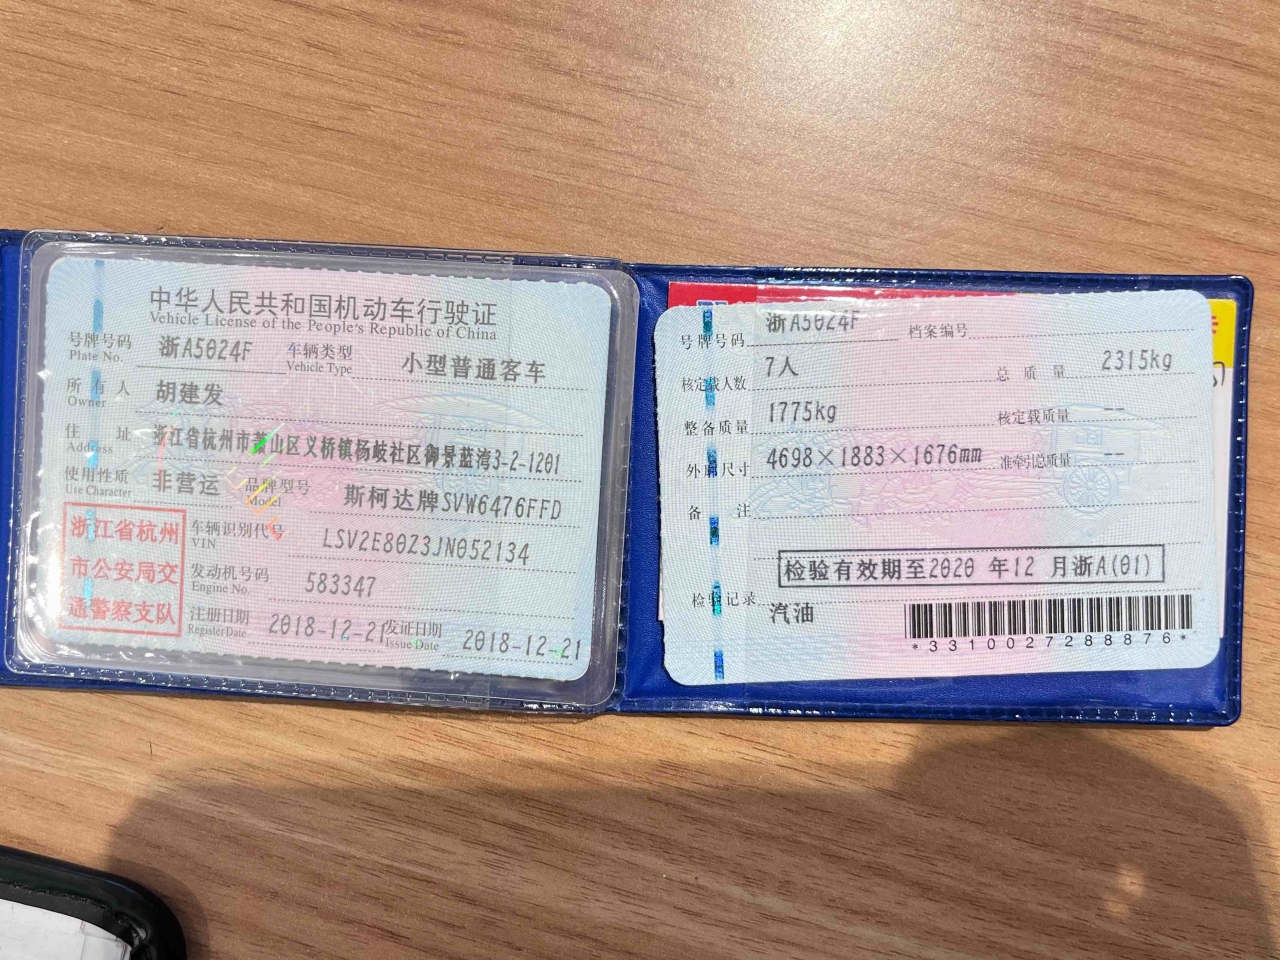 中华人民共和国机动车行驶证
Vehicle License of the People's Republic of China
号牌号码 浙A5024F 车辆类型 小型普通客车
Plate No. Vehicle Type
所有人 胡建发
Owner
住址 浙江省杭州市萧山区义桥镇杨岐社区御景蓝湾3-2-1201
Address
使用性质 非营运 品牌型号 斯柯达牌SVW6476FFD
Use Character Model
浙江省杭州
市公安局交
通警察支队
车辆识别代号 LSV2E80Z3JN052134
VIN
发动机号码 583347
Engine No.
注册日期 2018-12-21 发证日期 2018-12-21
Register Date Issue Date
号牌号码 浙A5024F 档案编号
核定载人数 7人 总质量 2315kg
整备质量 1775kg 核定载质量 --
外廓尺寸 4698×1883×1676mm 准牵引总质量 --
备注
检验有效期至2020 年12 月浙A(01)
检验记录
汽油
*3310027288876*